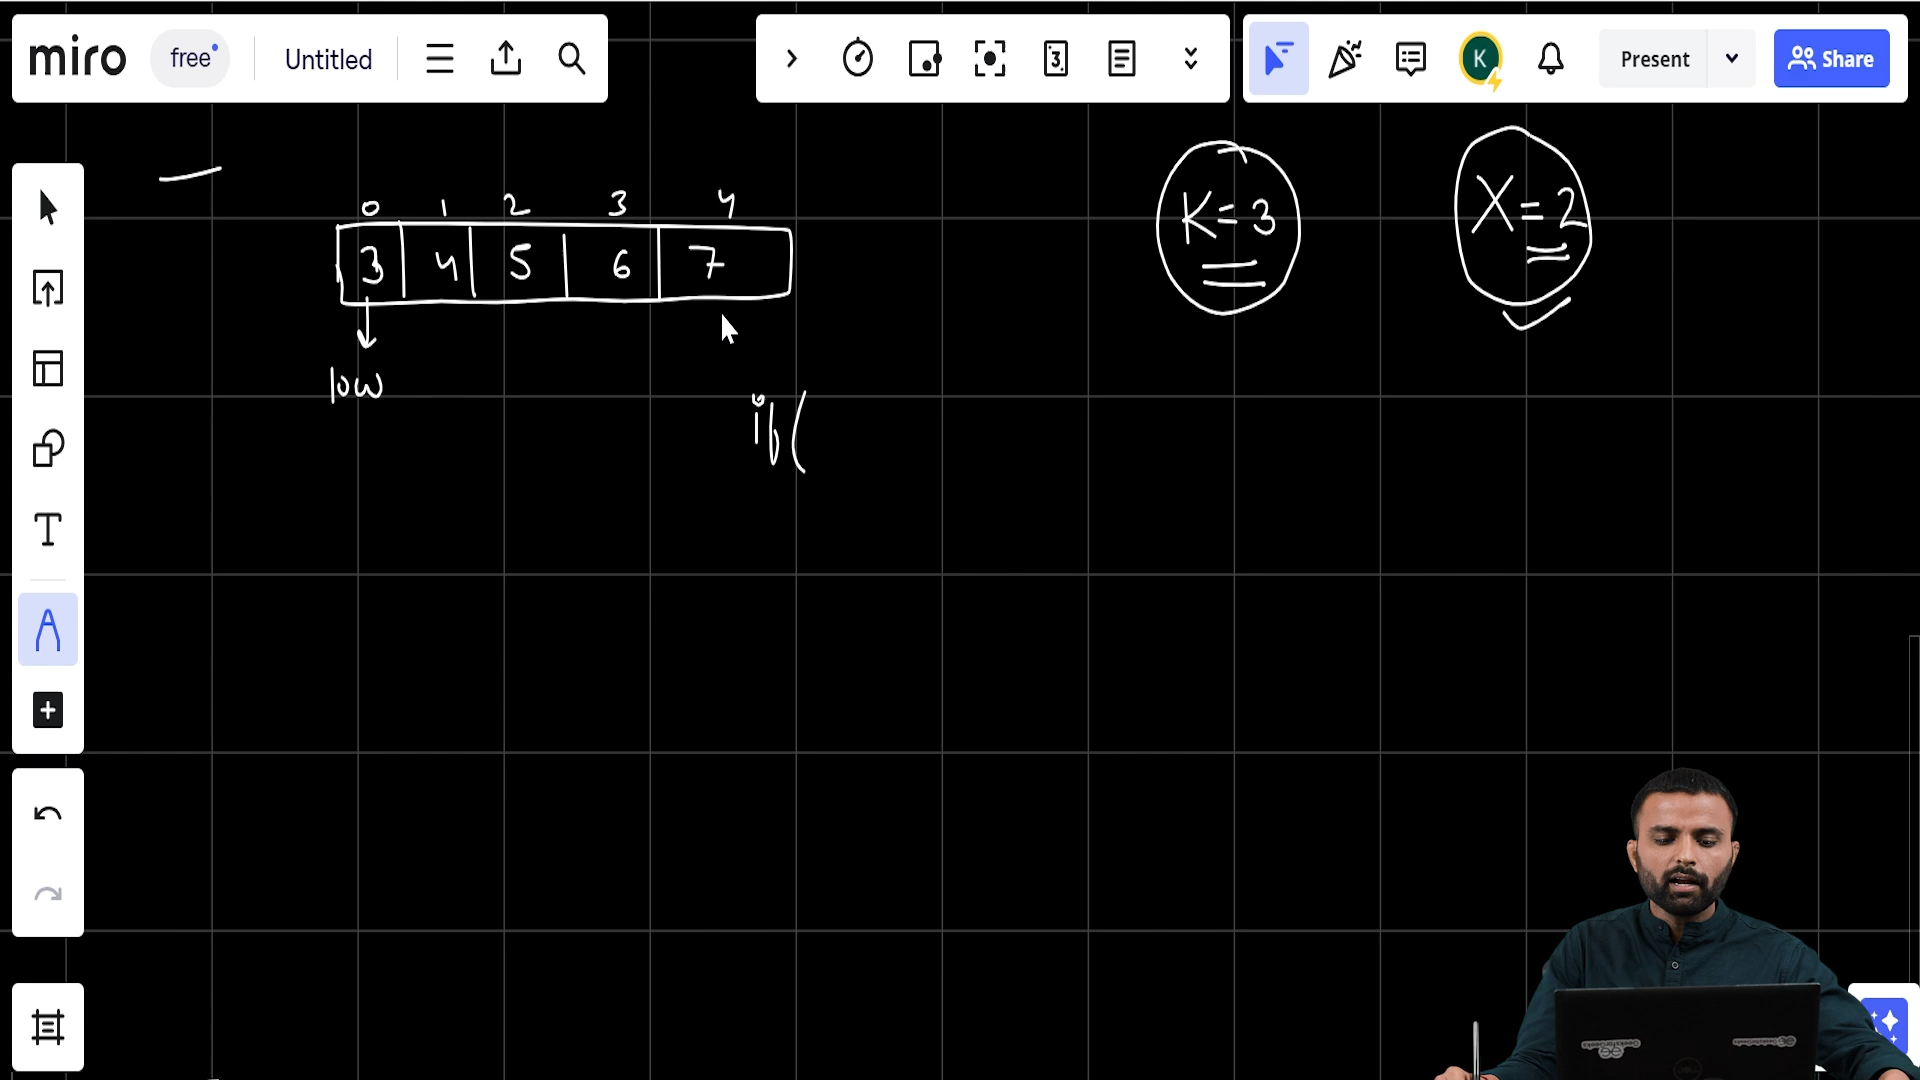 miro free Untitled 3. K Present Share
0 1 2 3 4
3 4 5 6 7
K=3
X=2
low
if(
A
T